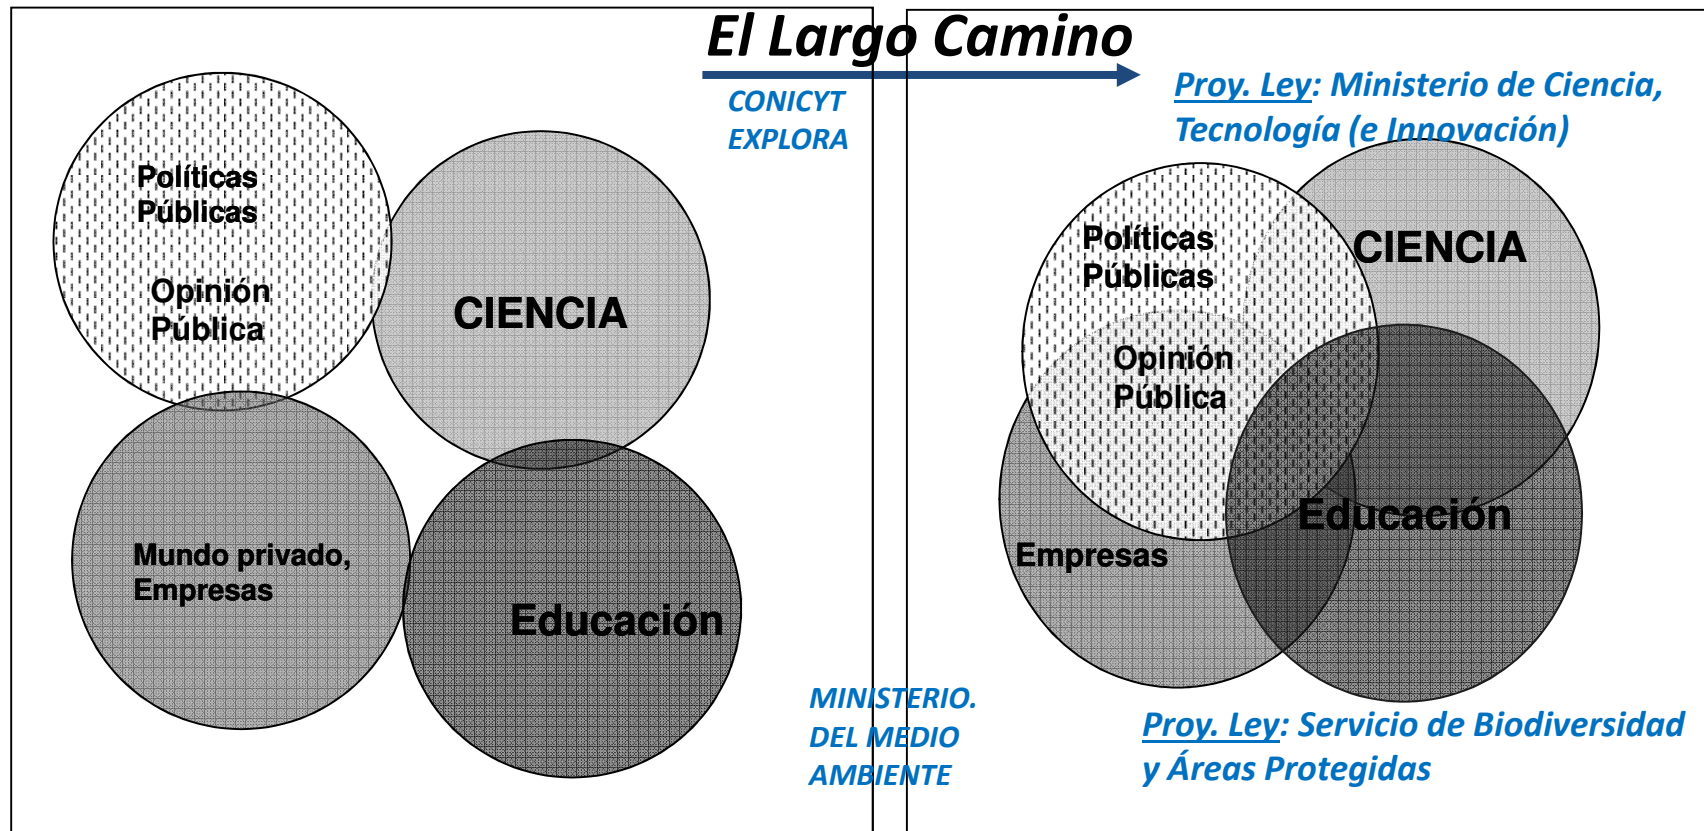 El Largo Camino
CONICYT
EXPLORA
Políticas
Públicas
Opinión
Pública
CIENCIA
Mundo privado,
Empresas
Educación
MINISTERIO.
DEL MEDIO
AMBIENTE
Proy. Ley: Ministerio de Ciencia,
Tecnología (e Innovación)
Políticas
Públicas
CIENCIA
Opinión
Pública
Educación
Empresas
Proy. Ley: Servicio de Biodiversidad
y Áreas Protegidas